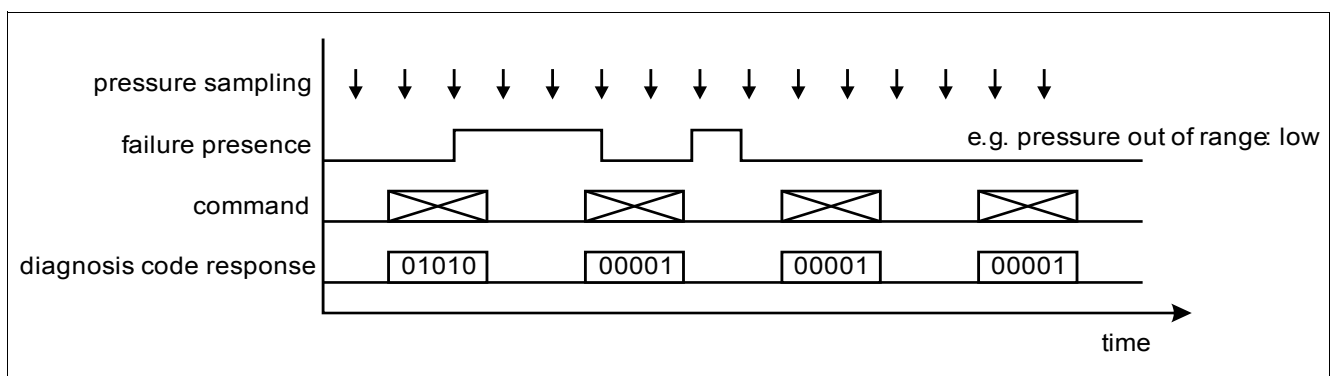 pressure sampling
failure presence
e.g. pressure out of range: low
command
diagnosis code response
01010
00001
00001
00001
time